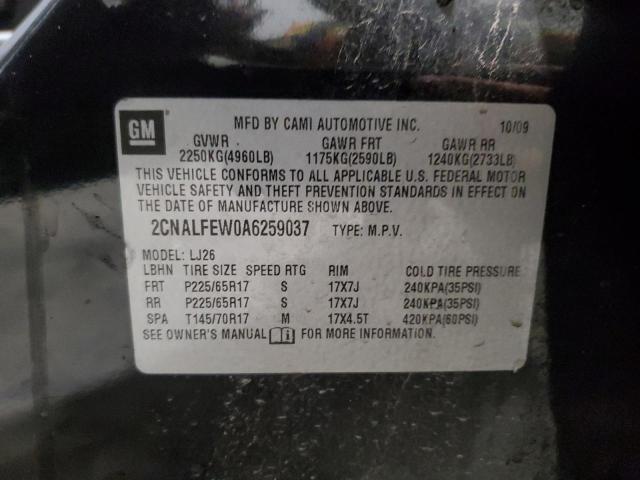 GM
MFD BY CAMI AUTOMOTIVE INC. 10/09
GVWR GAWR FRT GAWR RR
2250KG(4960LB) 1175KG(2590LB) 1240KG(2733LB)
THIS VEHICLE CONFORMS TO ALL APPLICABLE U.S. FEDERAL MOTOR
VEHICLE SAFETY AND THEFT PREVENTION STANDARDS IN EFFECT ON
THE DATE OF MANUFACTURE SHOWN ABOVE.
2CNALFEW0A6259037 TYPE: M.P.V.
MODEL: LJ26
LBHN TIRE SIZE SPEED RTG RIM COLD TIRE PRESSURE
FRT P225/65R17 S 17X7J 240KPA(35PSI)
RR P225/65R17 S 17X7J 240KPA(35PSI)
SPA T145/70R17 M 17X4.5T 420KPA(60PSI)
SEE OWNER'S MANUAL i FOR MORE INFORMATION.